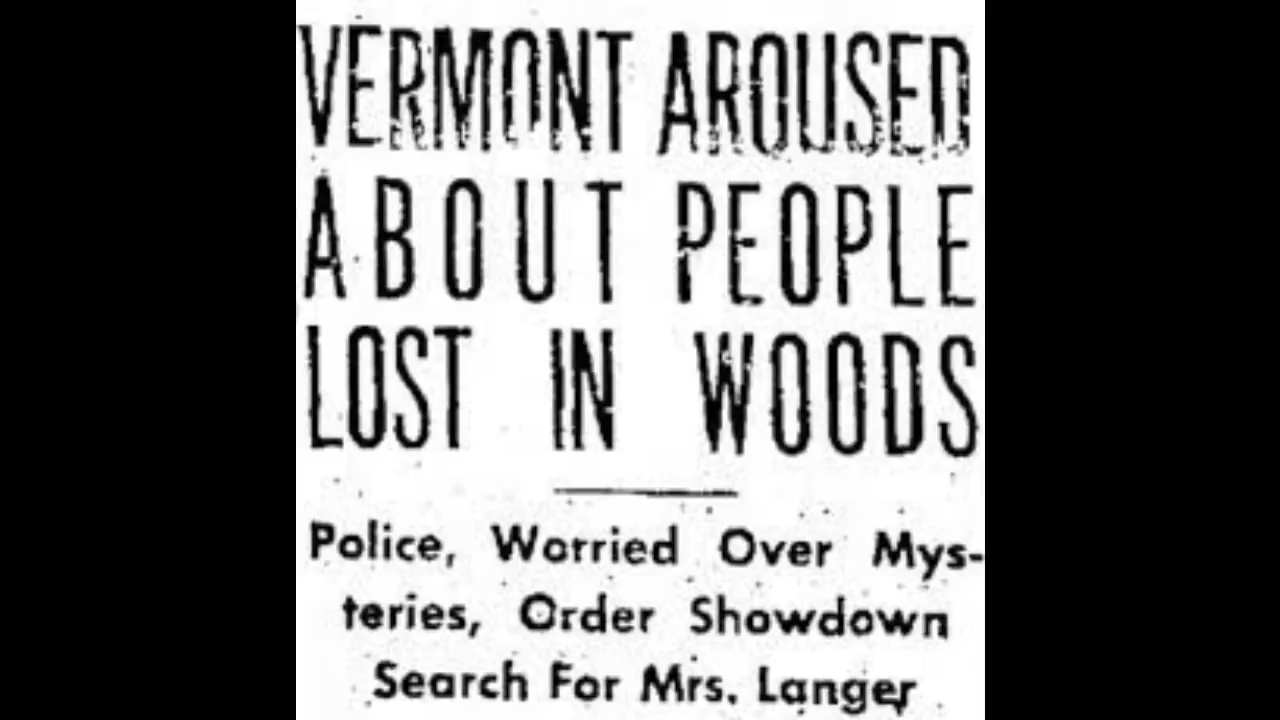 VERMONT AROUSED
ABOUT PEOPLE
LOST IN WOODS
Police, Worried Over Mys-
teries, Order Showdown
Search For Mrs. Langer